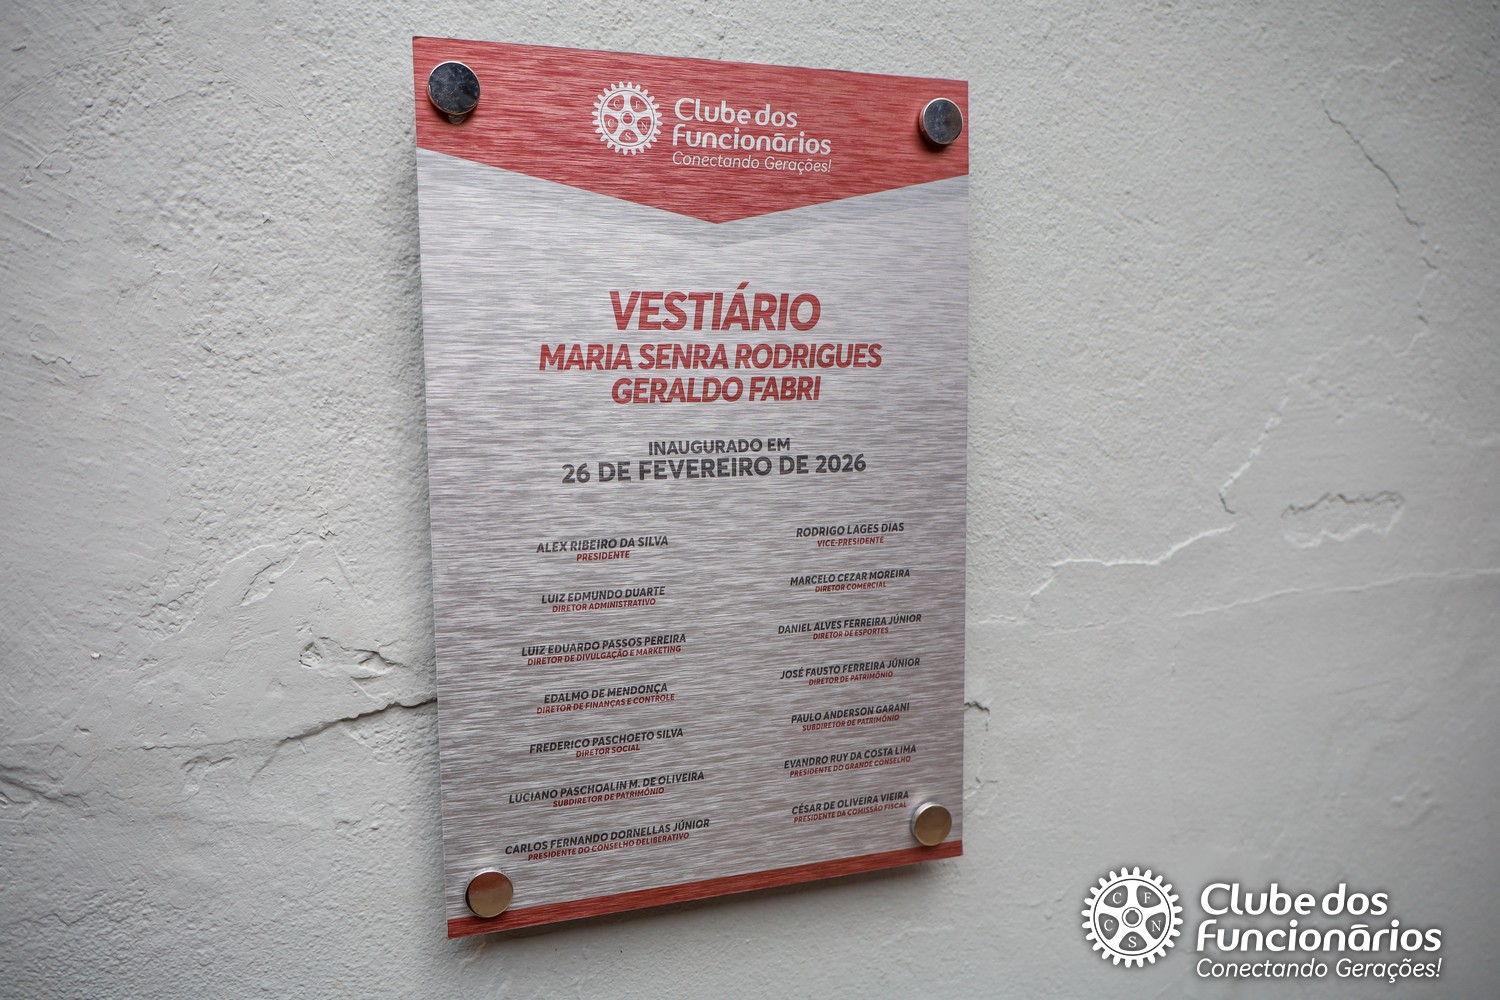 Clube dos
Funcionários
Conectando Gerações!
VESTIÁRIO
MARIA SENRA RODRIGUES
GERALDO FABRI
INAUGURADO EM
26 DE FEVEREIRO DE 2026
ALEX RIBEIRO DA SILVA
PRESIDENTE
LUIZ EDMUNDO DUARTE
DIRETOR ADMINISTRATIVO
LUIZ EDUARDO PASSOS PEREIRA
DIRETOR DE DIVULGAÇÃO E MARKETING
EDALMO DE MENDONÇA
DIRETOR DE FINANÇAS E CONTROLE
FREDERICO PASCHOETO SILVA
DIRETOR SOCIAL
LUCIANO PASCHOALIN M. DE OLIVEIRA
SUBDIRETOR DE PATRIMÔNIO
CARLOS FERNANDO DORNELLAS JÚNIOR
PRESIDENTE DO CONSELHO DELIBERATIVO
RODRIGO LAGES DIAS
VICE-PRESIDENTE
MARCELO CEZAR MOREIRA
DIRETOR COMERCIAL
DANIEL ALVES FERREIRA JÚNIOR
DIRETOR DE ESPORTES
JOSÉ FAUSTO FERREIRA JÚNIOR
DIRETOR DE PATRIMÔNIO
PAULO ANDERSON GARANI
SUBDIRETOR DE PATRIMÔNIO
EVANDRO RUY DA COSTA LIMA
PRESIDENTE DO GRANDE CONSELHO
CÉSAR DE OLIVEIRA VIEIRA
PRESIDENTE DA COMISSÃO FISCAL
C F C N S
Clube dos
Funcionários
Conectando Gerações!